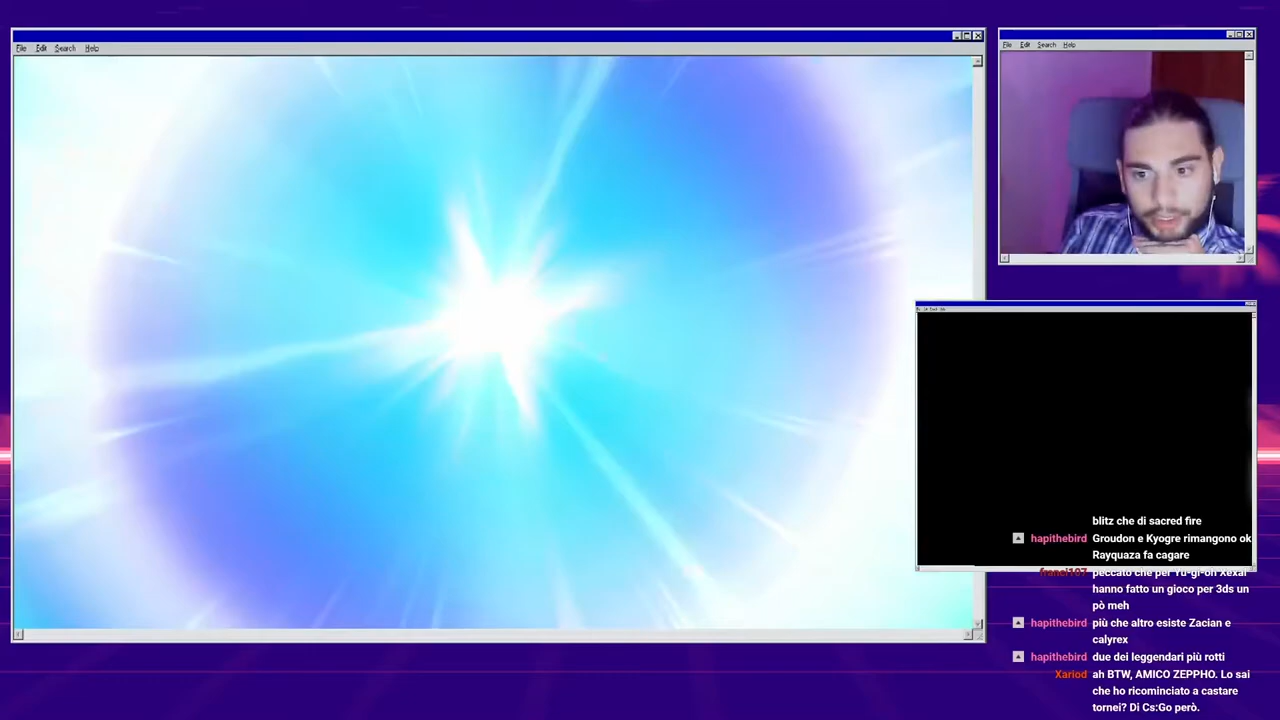 File Edit Search Help
File Edit Search Help
blitz che di sacred fire
hapithebird Groudon e Kyogre rimangono ok
Rayquaza fa cagare
franci107 peccato che per Yu-gi-oh Xexal
hanno fatto un gioco per 3ds un
pò meh
hapithebird più che altro esiste Zacian e
calyrex
hapithebird due dei leggendari più rotti
Xariod ah BTW, AMICO ZEPPHO. Lo sai
che ho ricominciato a castare
tornei? Di Cs:Go però.